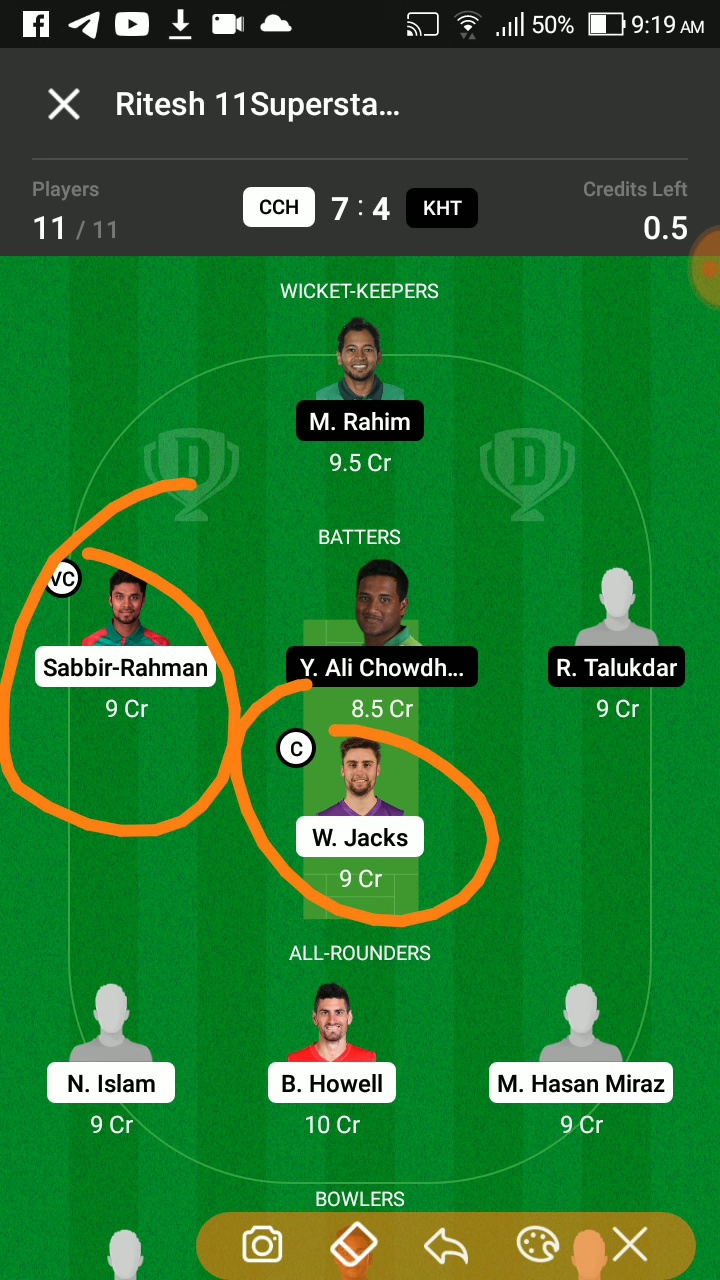 50% 9:19 AM
Ritesh 11Supersta...
Players
Credits Left
11 / 11
CCH 7 : 4 KHT
0.5
WICKET-KEEPERS
M. Rahim
9.5 Cr
BATTERS
VC
Sabbir-Rahman
Y. Ali Chowdh...
R. Talukdar
9 Cr
8.5 Cr
9 Cr
C
W. Jacks
9 Cr
ALL-ROUNDERS
N. Islam
B. Howell
M. Hasan Miraz
9 Cr
10 Cr
9 Cr
BOWLERS